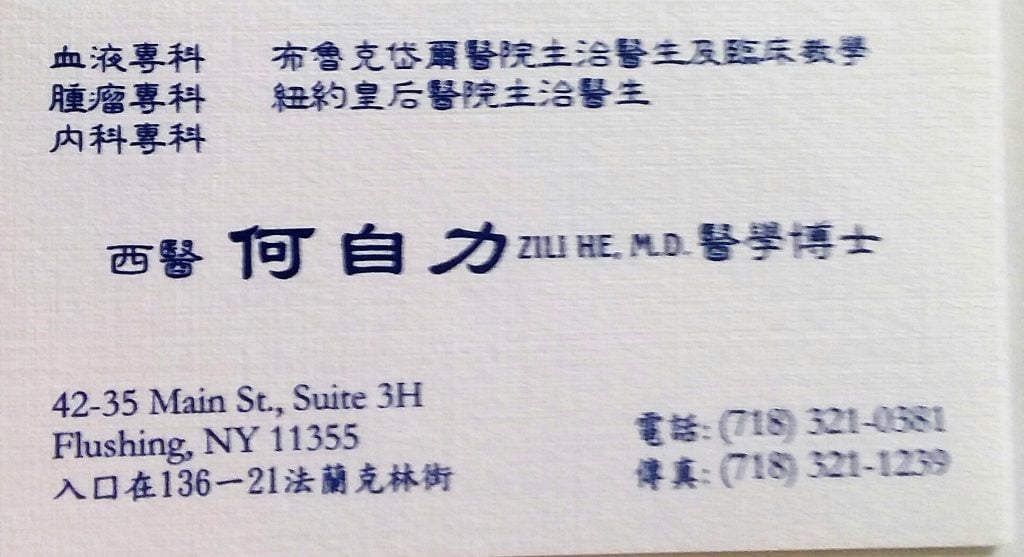 血液專科 布魯克岱爾醫院主治醫生及臨床教學
腫瘤專科 紐約皇后醫院主治醫生
內科專科
西醫 何自力 ZILI HE, M.D. 醫學博士
42-35 Main St., Suite 3H
Flushing, NY 11355
入口在136-21法蘭克林街
電話: (718) 321-0381
傳真: (718) 321-1239